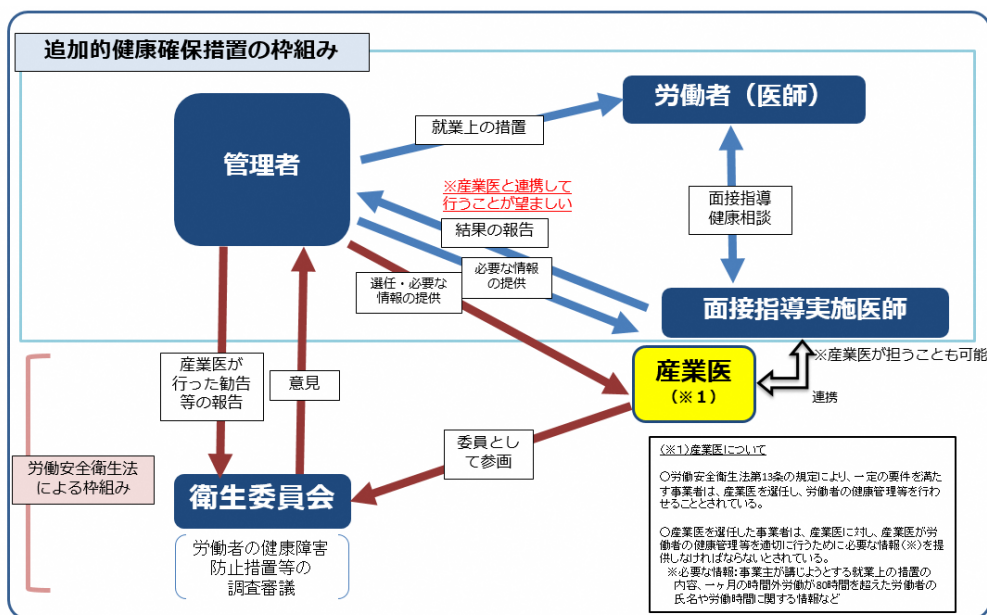 追加的健康確保措置の枠組み
労働者（医師）
管理者
就業上の措置
※産業医と連携して
行うことが望ましい
面接指導
健康相談
結果の報告
必要な情報
の提供
選任・必要な
情報の提供
面接指導実施医師
産業医
（※１）
※産業医が担うことも可能
連携
産業医が
行った勧告
等の報告
意見
委員とし
て参画
労働安全衛生法
による枠組み
衛生委員会
労働者の健康障害
防止措置等の
調査審議
(※1)産業医について
○労働安全衛生法第13条の規定により、一定の要件を満た
す事業者は、産業医を選任し、労働者の健康管理等を行わ
せることとされている。
○産業医を選任した事業者は、産業医に対し、産業医が労
働者の健康管理等を適切に行うために必要な情報(※)を提
供しなければならないとされている。
※必要な情報：事業主が講じようとする就業上の措置の
内容、一ヶ月の時間外労働が80時間を超えた労働者の
氏名や労働時間に関する情報など